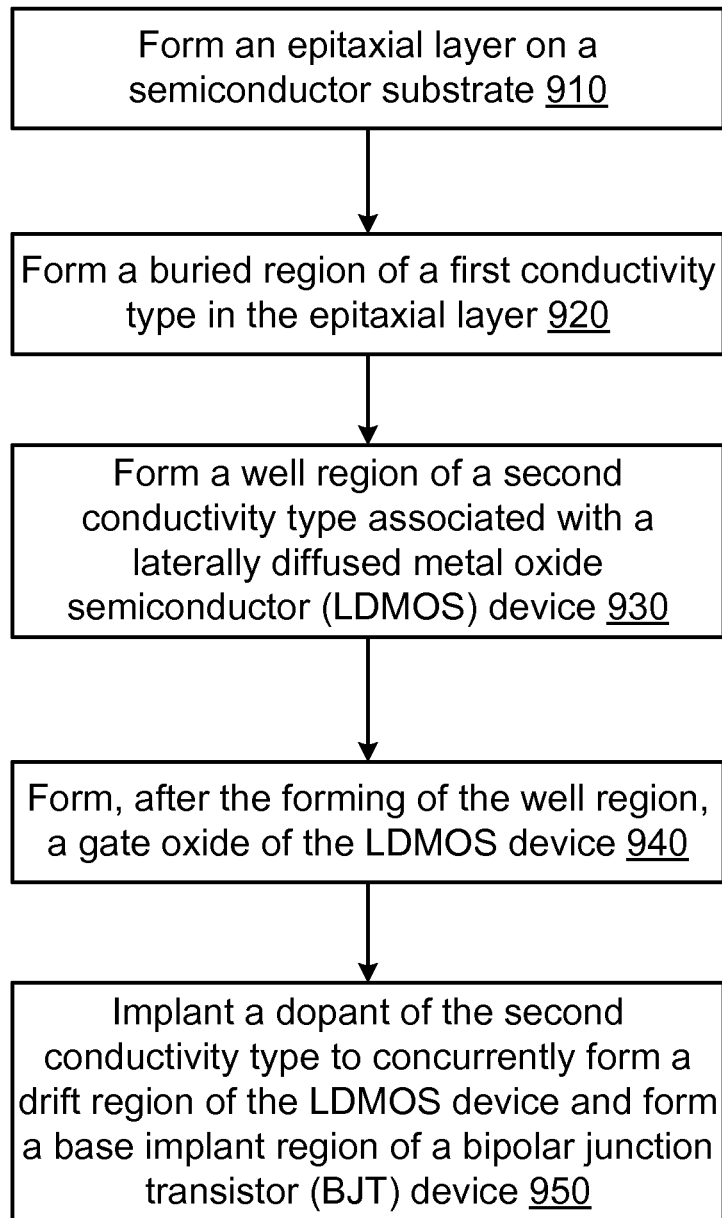 Form an epitaxial layer on a
semiconductor substrate 910
Form a buried region of a first conductivity
type in the epitaxial layer 920
Form a well region of a second
conductivity type associated with a
laterally diffused metal oxide
semiconductor (LDMOS) device 930
Form, after the forming of the well region,
a gate oxide of the LDMOS device 940
Implant a dopant of the second
conductivity type to concurrently form a
drift region of the LDMOS device and form
a base implant region of a bipolar junction
transistor (BJT) device 950